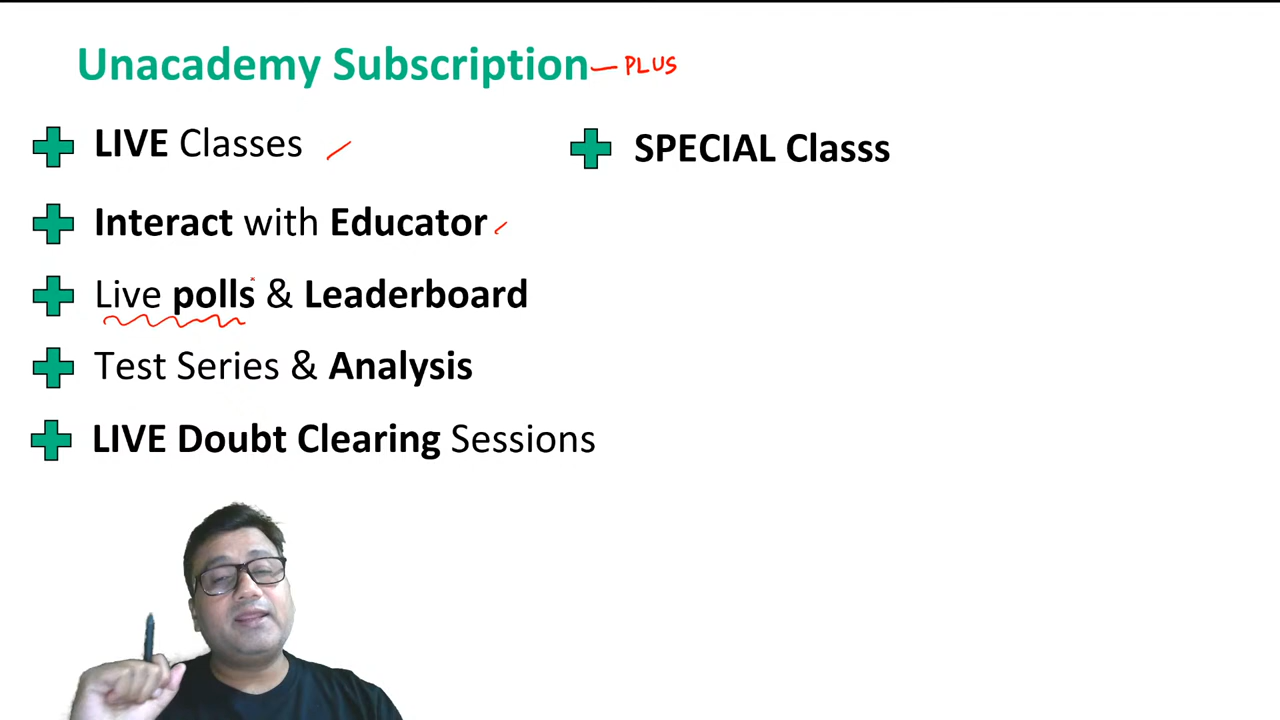 Unacademy Subscription – PLUS
LIVE Classes
Interact with Educator
Live polls & Leaderboard
Test Series & Analysis
LIVE Doubt Clearing Sessions
SPECIAL Classs